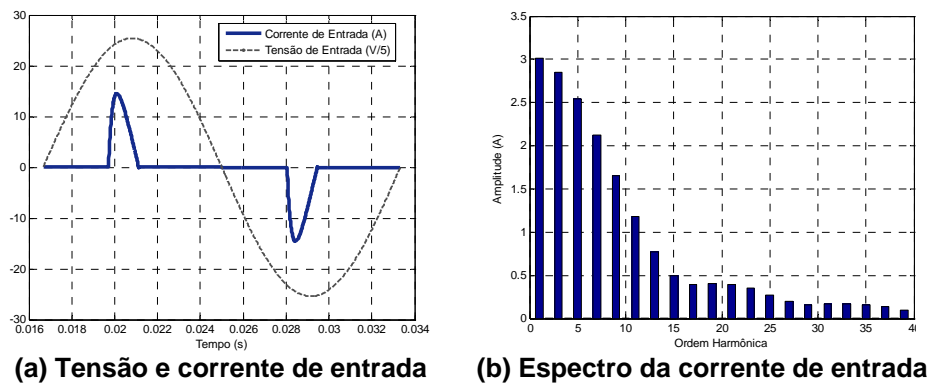 30
20
10
0
-10
-20
-30
Corrente de Entrada (A)
Tensão de Entrada (V/5)
0.016 0.018 0.02 0.022 0.024 0.026 0.028 0.03 0.032 0.034
Tempo (s)
(a) Tensão e corrente de entrada
3.5
3
2.5
2
1.5
1
0.5
0
Amplitude (A)
0 5 10 15 20 25 30 35 40
Ordem Harmônica
(b) Espectro da corrente de entrada